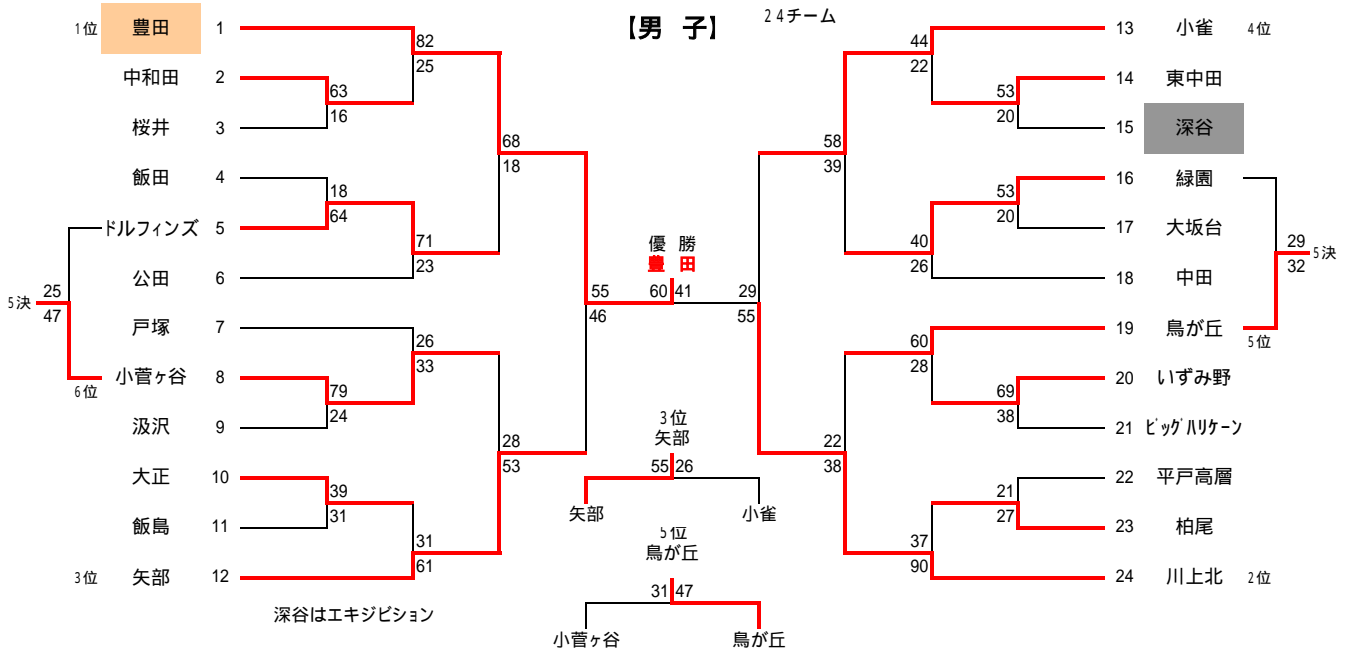 【男 子】
24チーム
1位 豊田 1
中和田 2
桜井 3
飯田 4
ドルフィンズ 5
公田 6
戸塚 7
小菅ヶ谷 8
6位
汲沢 9
大正 10
飯島 11
3位 矢部 12
5決
25
47
63
16
18
64
79
24
39
31
82
25
71
23
26
33
31
61
68
18
28
53
55
46
優 勝
豊 田
60 41
3位
矢部
55 26
矢部 小雀
5位
鳥が丘
31 47
小菅ヶ谷 鳥が丘
29
55
58
39
22
38
44
22
40
26
60
28
37
90
53
20
53
20
69
38
21
27
13 小雀 4位
14 東中田
15 深谷
16 緑園
17 大坂台
18 中田
19 鳥が丘
5位
20 いずみ野
21 ビッグハリケーン
22 平戸高層
23 柏尾
24 川上北 2位
29
32
5決
深谷はエキジビション